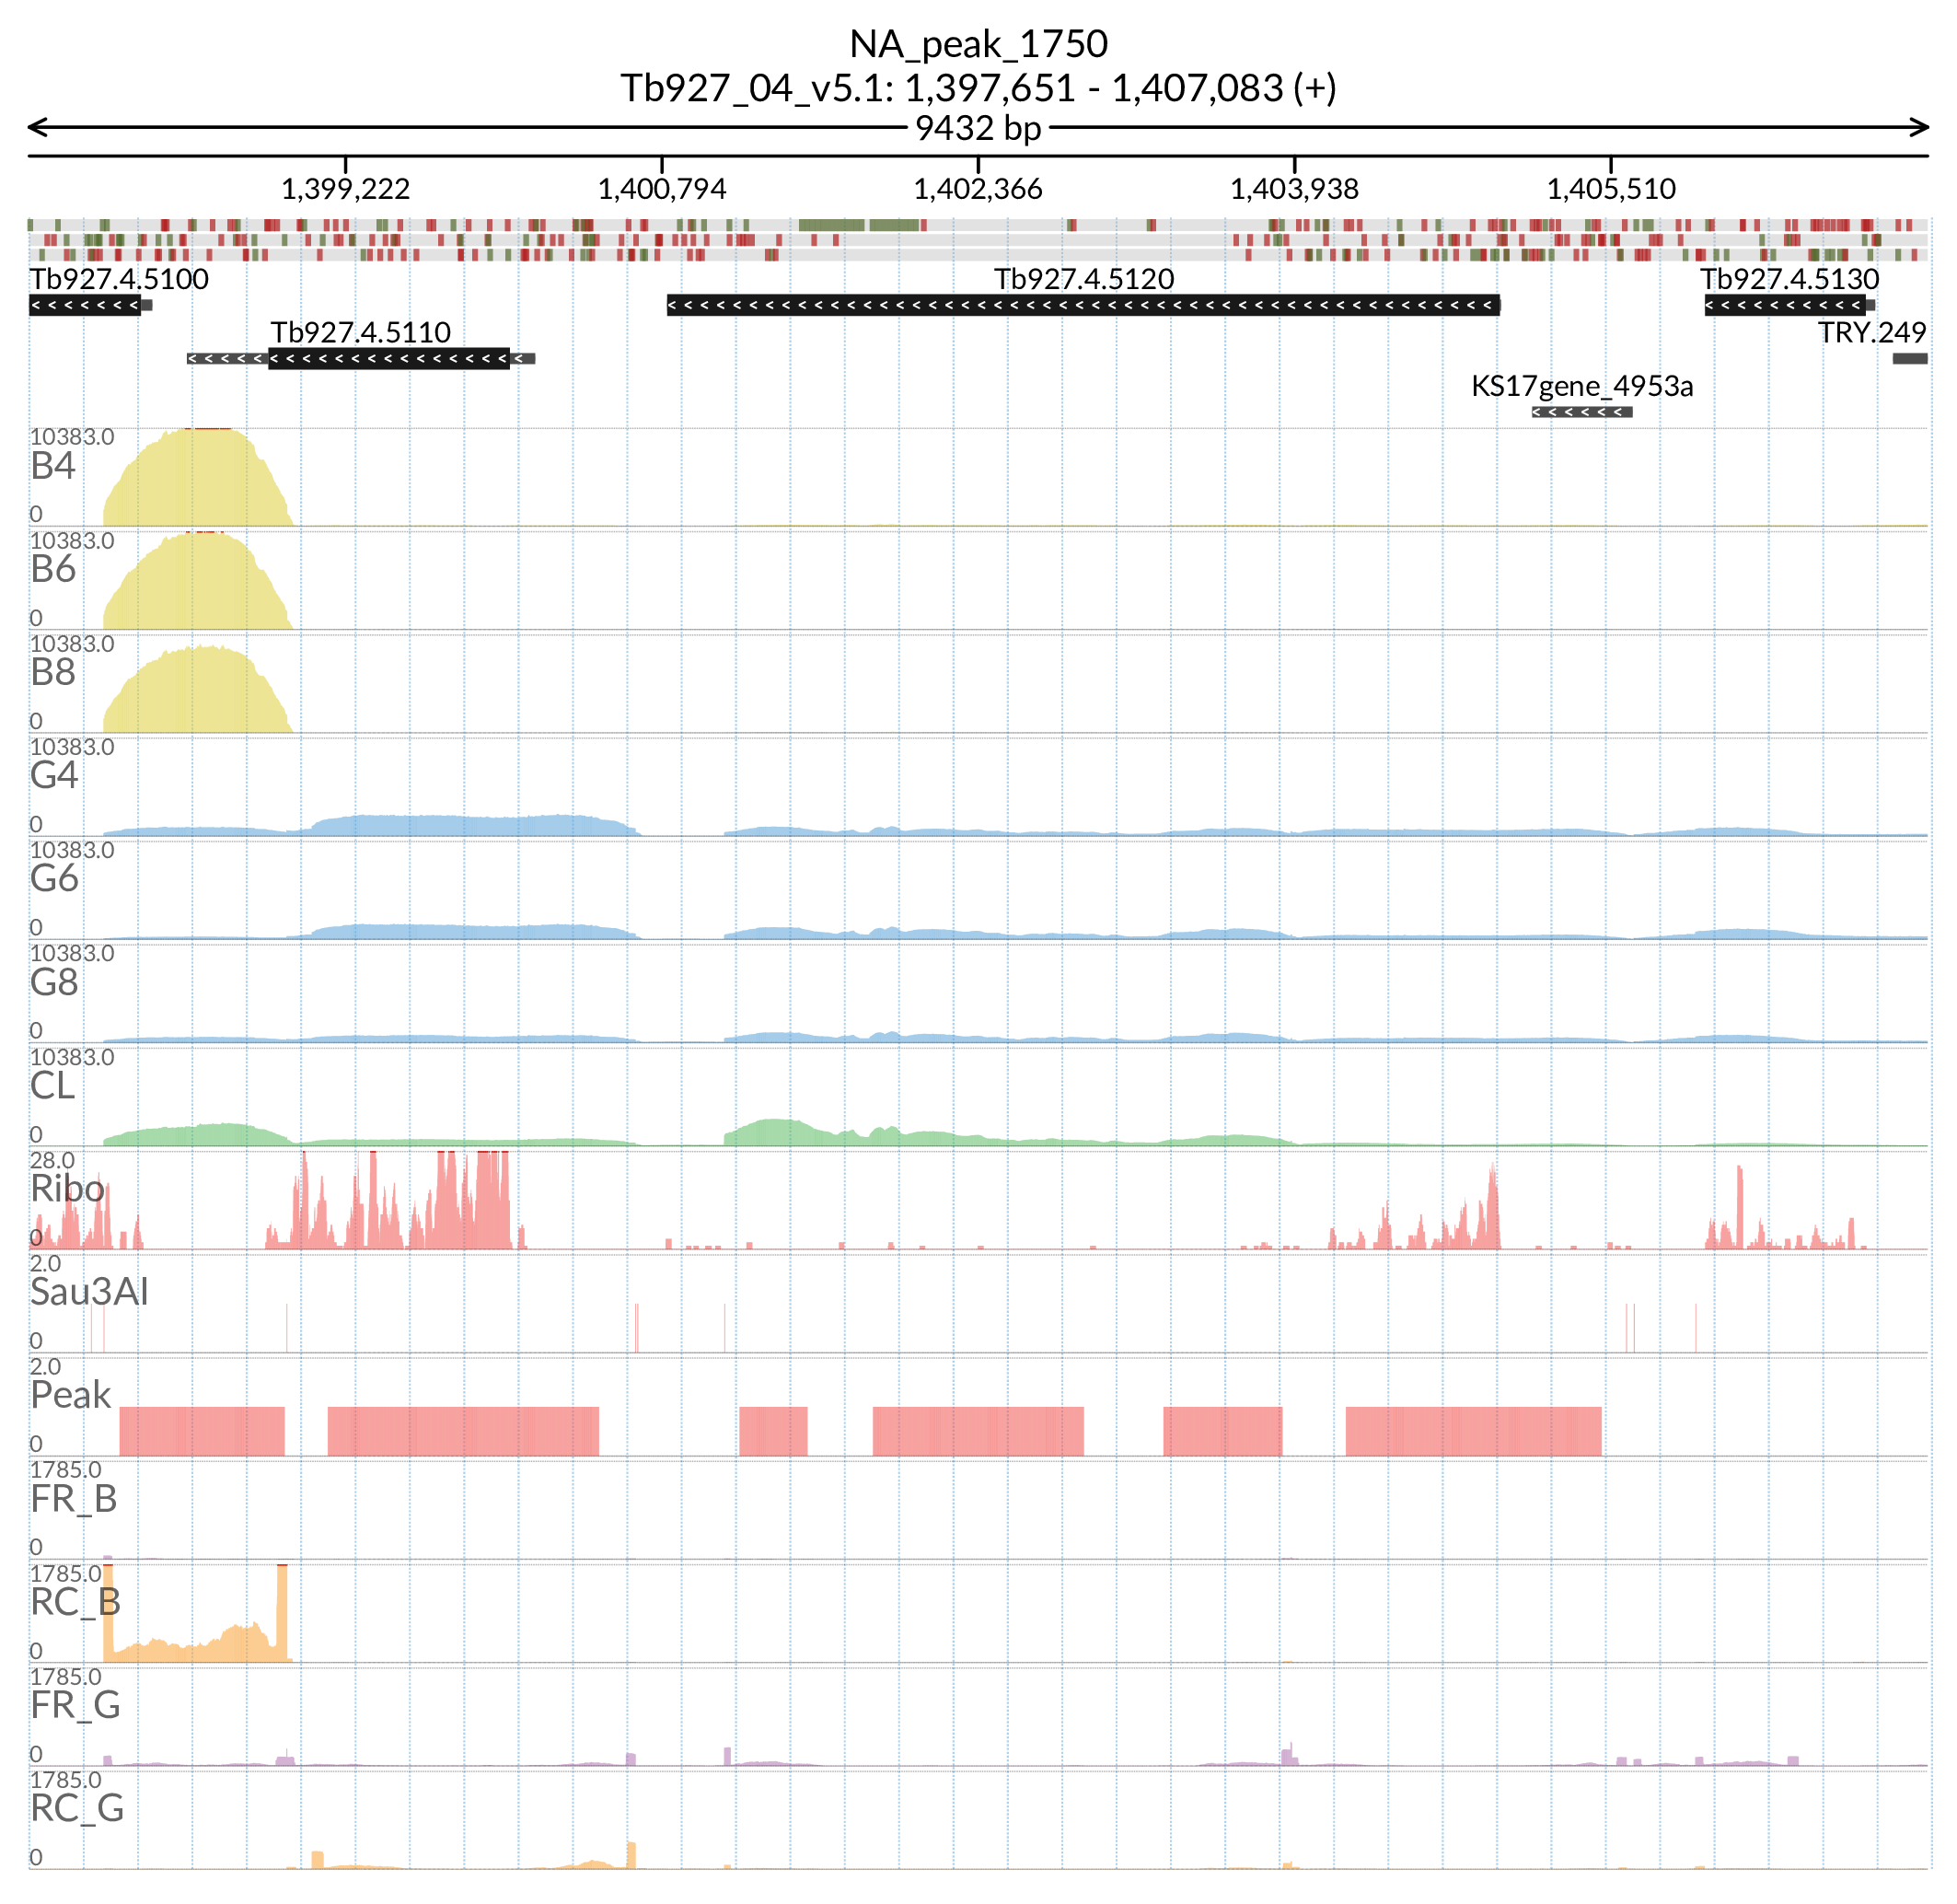 NA_peak_1750
Tb927_04_v5.1: 1,397,651 - 1,407,083 (+)
9432 bp
1,399,222 1,400,794 1,402,366 1,403,938 1,405,510
Tb927.4.5100 Tb927.4.5120 Tb927.4.5130
Tb927.4.5110 TRY.249
KS17gene_4953a
10383.0
B4
0
10383.0
B6
0
10383.0
B8
0
10383.0
G4
0
10383.0
G6
0
10383.0
G8
0
10383.0
CL
0
28.0
Ribo
0
2.0
Sau3AI
0
2.0
Peak
0
1785.0
FR_B
0
1785.0
RC_B
0
1785.0
FR_G
0
1785.0
RC_G
0